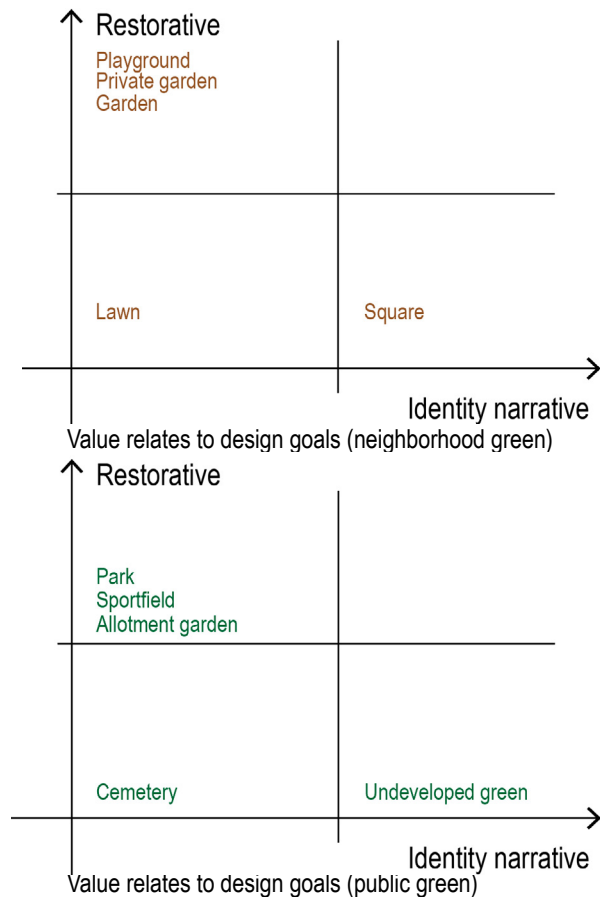 Restorative
Playground
Private garden
Garden
Lawn
Square
Identity narrative
Value relates to design goals (neighborhood green)
Restorative
Park
Sportfield
Allotment garden
Cemetery
Undeveloped green
Identity narrative
Value relates to design goals (public green)